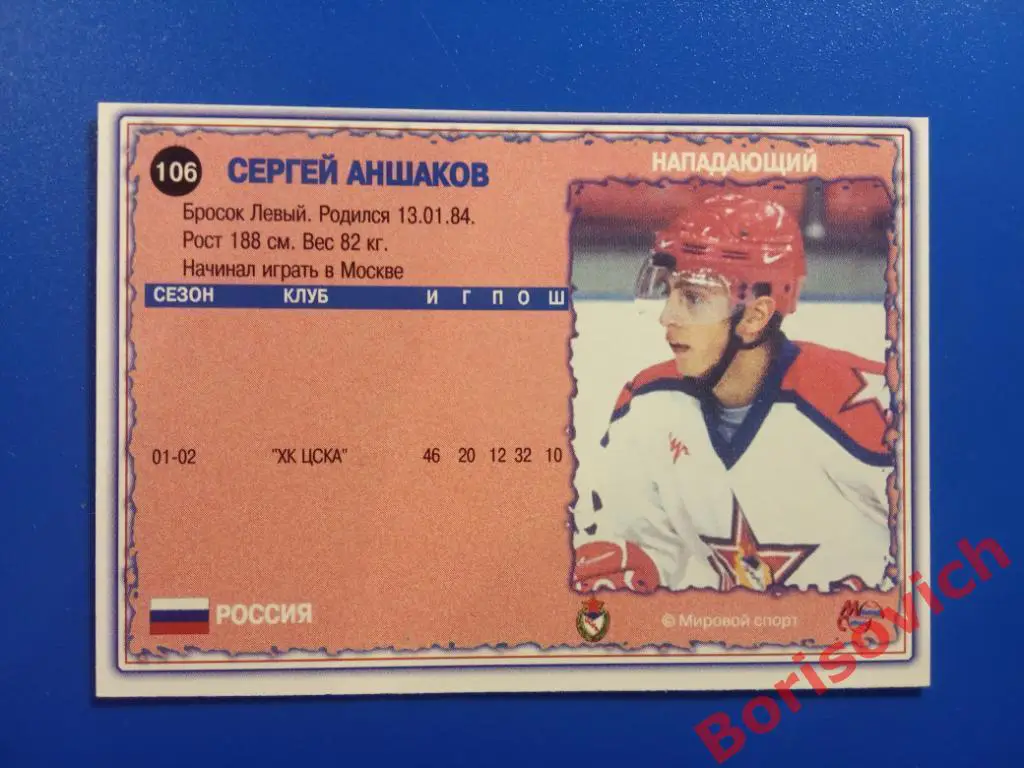 106 СЕРГЕЙ АНШАКОВ
НАПАДАЮЩИЙ
Бросок Левый. Родился 13.01.84.
Рост 188 см. Вес 82 кг.
Начинал играть в Москве
СЕЗОН КЛУБ И Г П О Ш
01-02 "ХК ЦСКА" 46 20 12 32 10
РОССИЯ
© Мировой спорт
Borisovich